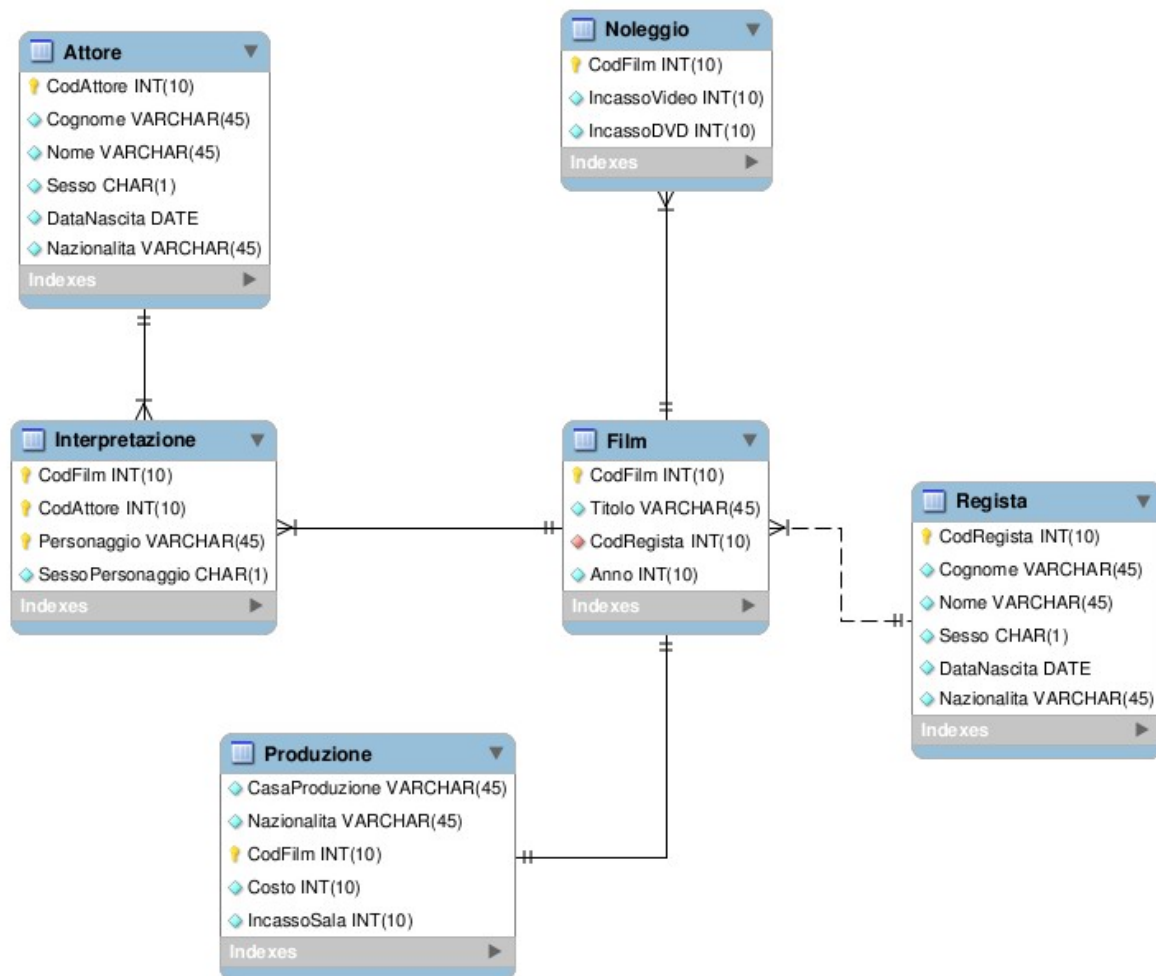 Attore
CodAttore INT(10)
Cognome VARCHAR(45)
Nome VARCHAR(45)
Sesso CHAR(1)
DataNascita DATE
Nazionalita VARCHAR(45)
Indexes
Noleggio
CodFilm INT(10)
IncassoVideo INT(10)
IncassoDVD INT(10)
Indexes
Interpretazione
CodFilm INT(10)
CodAttore INT(10)
Personaggio VARCHAR(45)
SessoPersonaggio CHAR(1)
Indexes
Film
CodFilm INT(10)
Titolo VARCHAR(45)
CodRegista INT(10)
Anno INT(10)
Indexes
Regista
CodRegista INT(10)
Cognome VARCHAR(45)
Nome VARCHAR(45)
Sesso CHAR(1)
DataNascita DATE
Nazionalita VARCHAR(45)
Indexes
Produzione
CasaProduzione VARCHAR(45)
Nazionalita VARCHAR(45)
CodFilm INT(10)
Costo INT(10)
IncassoSala INT(10)
Indexes